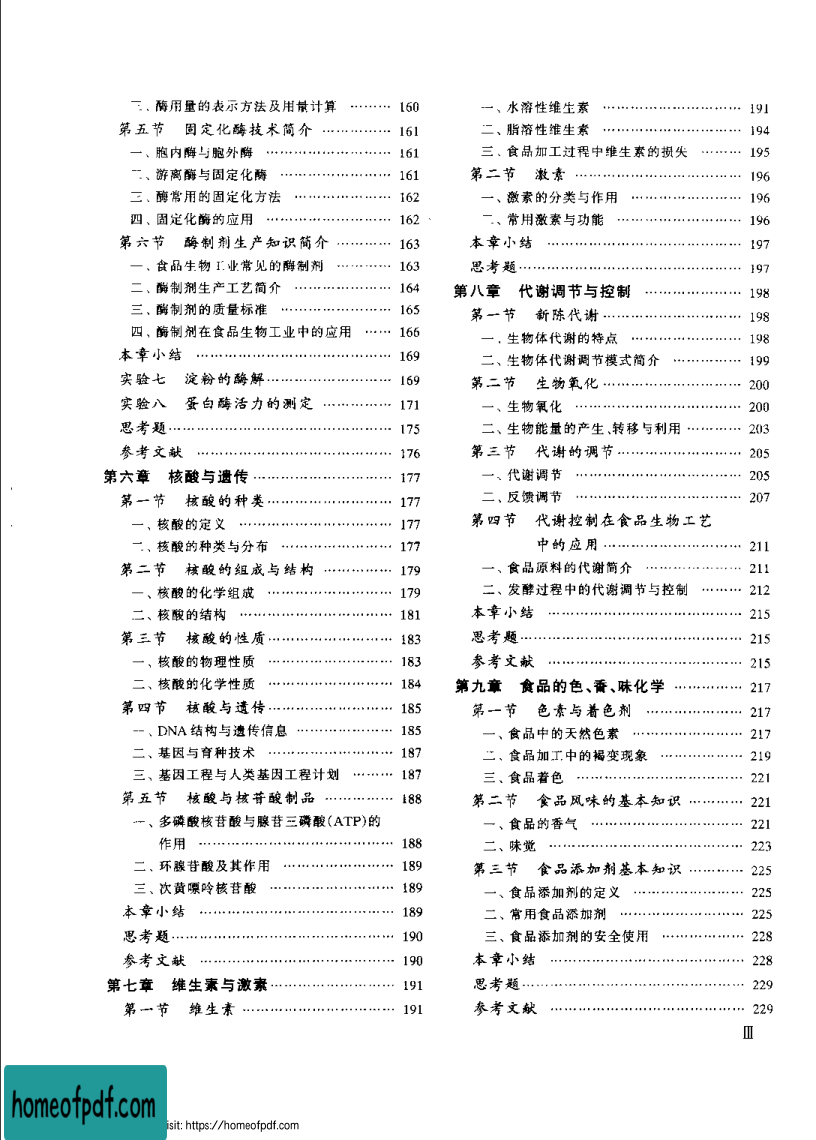 三、酶用量的表示方法及用量计算 ……… 160
第五节 固定化酶技术简介 …………… 161
一、胞内酶与胞外酶 ………………… 161
二、游离酶与固定化酶 ……………… 161
三、酶常用的固定化方法 …………… 162
四、固定化酶的应用 ………………… 162
第六节 酶制剂生产知识简介 ………… 163
一、食品生物工业常见的酶制剂 ……… 163
二、酶制剂生产工艺简介 …………… 164
三、酶制剂的质量标准 ……………… 165
四、酶制剂在食品生物工业中的应用 …… 166
本章小结 ………………………………… 169
实验七 淀粉的酶解…………………… 169
实验八 蛋白酶活力的测定 …………… 171
思考题…………………………………… 175
参考文献 ………………………………… 176
第六章 核酸与遗传 …………………… 177
第一节 核酸的种类…………………… 177
一、核酸的定义 ……………………… 177
二、核酸的种类与分布 ……………… 177
第二节 核酸的组成与结构 …………… 179
一、核酸的化学组成 ………………… 179
二、核酸的结构 ……………………… 181
第三节 核酸的性质…………………… 183
一、核酸的物理性质 ………………… 183
二、核酸的化学性质 ………………… 184
第四节 核酸与遗传…………………… 185
一、DNA结构与遗传信息 …………… 185
二、基因与育种技术 ………………… 187
三、基因工程与人类基因工程计划 ……… 187
第五节 核酸与核苷酸制品 …………… 188
一、多磷酸核苷酸与腺苷三磷酸(ATP)的
作用 ………………………………… 188
二、环腺苷酸及其作用 ……………… 189
三、次黄嘌呤核苷酸 ………………… 189
本章小结 ………………………………… 189
思考题…………………………………… 190
参考文献 ………………………………… 190
第七章 维生素与激素 ………………… 191
第一节 维生素 ………………………… 191
一、水溶性维生素 …………………… 191
二、脂溶性维生素 …………………… 194
三、食品加工过程中维生素的损失 ……… 195
第二节 激素 …………………………… 196
一、激素的分类与作用 ……………… 196
二、常用激素与功能 ………………… 196
本章小结 ………………………………… 197
思考题…………………………………… 197
第八章 代谢调节与控制 ……………… 198
第一节 新陈代谢……………………… 198
一、生物体代谢的特点 ……………… 198
二、生物体代谢调节模式简介 ………… 199
第二节 生物氧化……………………… 200
一、生物氧化 ………………………… 200
二、生物能量的产生、转移与利用 ………… 203
第三节 代谢的调节…………………… 205
一、代谢调节 ………………………… 205
二、反馈调节 ………………………… 207
第四节 代谢控制在食品生物工艺
中的应用 ……………………… 211
一、食品原料的代谢简介 …………… 211
二、发酵过程中的代谢调节与控制 ……… 212
本章小结 ………………………………… 215
思考题…………………………………… 215
参考文献 ………………………………… 215
第九章 食品的色、香、味化学 …………… 217
第一节 色素与着色剂 ……………… 217
一、食品中的天然色素 ……………… 217
二、食品加工中的褐变现象 ………… 219
三、食品着色 ………………………… 221
第二节 食品风味的基本知识 ………… 221
一、食品的香气 ……………………… 221
二、味觉 ……………………………… 223
第三节 食品添加剂基本知识 ………… 225
一、食品添加剂的定义 ……………… 225
二、常用食品添加剂 ………………… 225
三、食品添加剂的安全使用 ………… 228
本章小结 ………………………………… 228
思考题…………………………………… 229
参考文献 ………………………………… 229
Ⅲ
homeofpdf.com
isit: https://homeofpdf.com